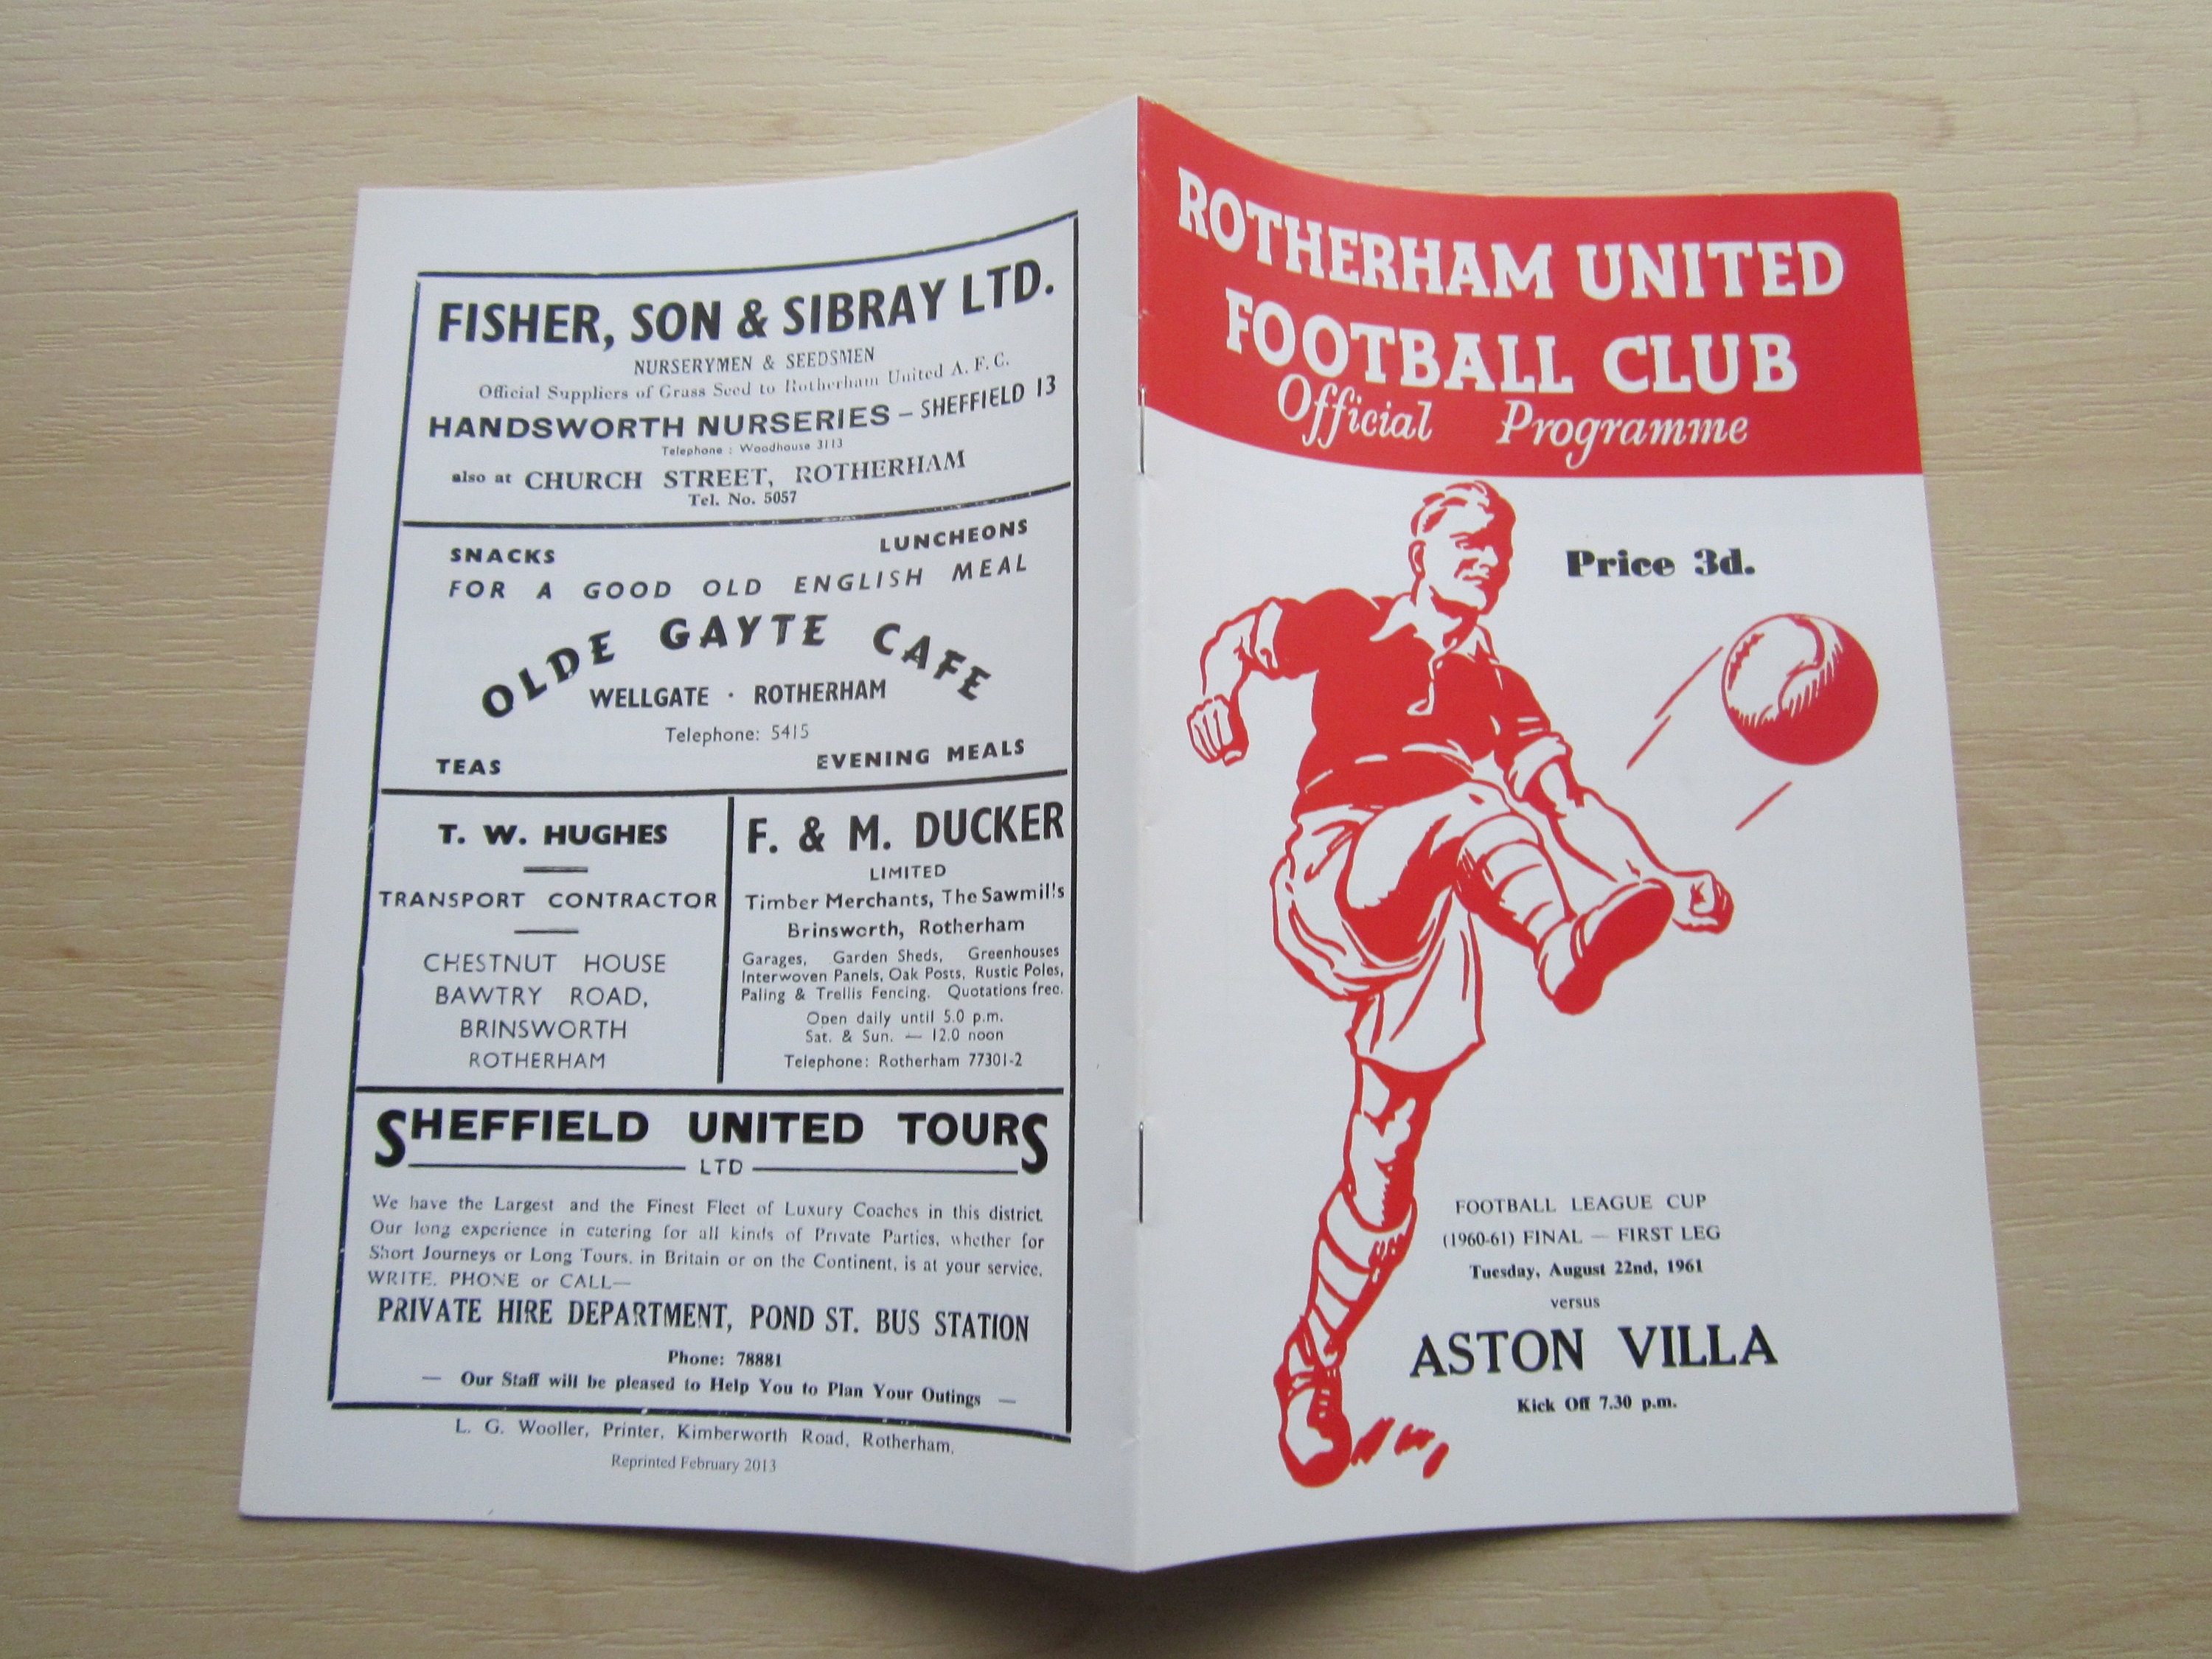 FISHER, SON & SIBRAY LTD.
NURSERYMEN & SEEDSMEN
Official Suppliers of Grass Seed to Rotherham United A. F. C.
HANDSWORTH NURSERIES – SHEFFIELD 13
Telephone : Woodhouse 3113
also at CHURCH STREET, ROTHERHAM
Tel. No. 5057
SNACKS LUNCHEONS
FOR A GOOD OLD ENGLISH MEAL
OLDE GAYTE CAFE
WELLGATE · ROTHERHAM
Telephone: 5415
TEAS EVENING MEALS
T. W. HUGHES
TRANSPORT CONTRACTOR
CHESTNUT HOUSE
BAWTRY ROAD,
BRINSWORTH
ROTHERHAM
F. & M. DUCKER
LIMITED
Timber Merchants, The Sawmills
Brinsworth, Rotherham
Garages, Garden Sheds, Greenhouses
Interwoven Panels, Oak Posts, Rustic Poles,
Paling & Trellis Fencing. Quotations free.
Open daily until 5.0 p.m.
Sat. & Sun. — 12.0 noon
Telephone: Rotherham 77301-2
SHEFFIELD UNITED TOURS
LTD
We have the Largest and the Finest Fleet of Luxury Coaches in this district.
Our long experience in catering for all kinds of Private Parties, whether for
Short Journeys or Long Tours, in Britain or on the Continent, is at your service.
WRITE, PHONE or CALL—
PRIVATE HIRE DEPARTMENT, POND ST. BUS STATION
Phone: 78881
— Our Staff will be pleased to Help You to Plan Your Outings —
L. G. Wooller, Printer, Kimberworth Road, Rotherham.
Reprinted February 2013
ROTHERHAM UNITED
FOOTBALL CLUB
Official Programme
Price 3d.
FOOTBALL LEAGUE CUP
(1960-61) FINAL — FIRST LEG
Tuesday, August 22nd, 1961
versus
ASTON VILLA
Kick Off 7.30 p.m.